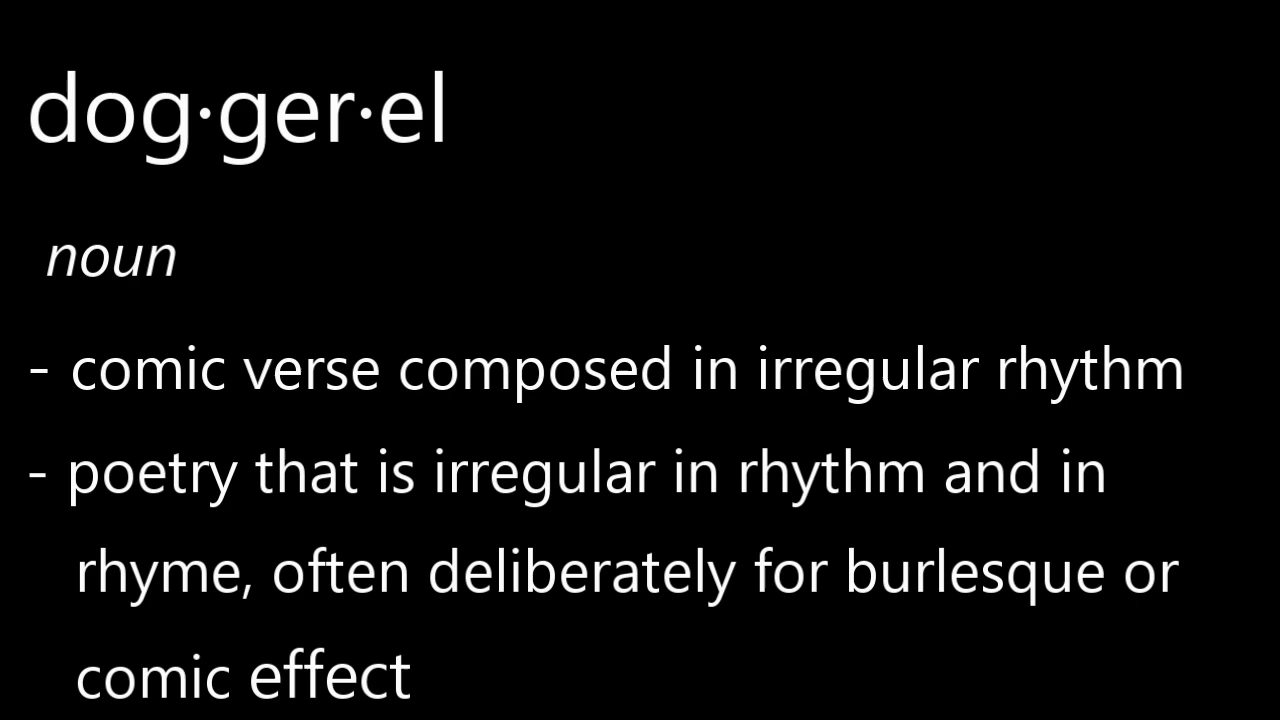 dog·ger·el
noun
- comic verse composed in irregular rhythm
- poetry that is irregular in rhythm and in
rhyme, often deliberately for burlesque or
comic effect